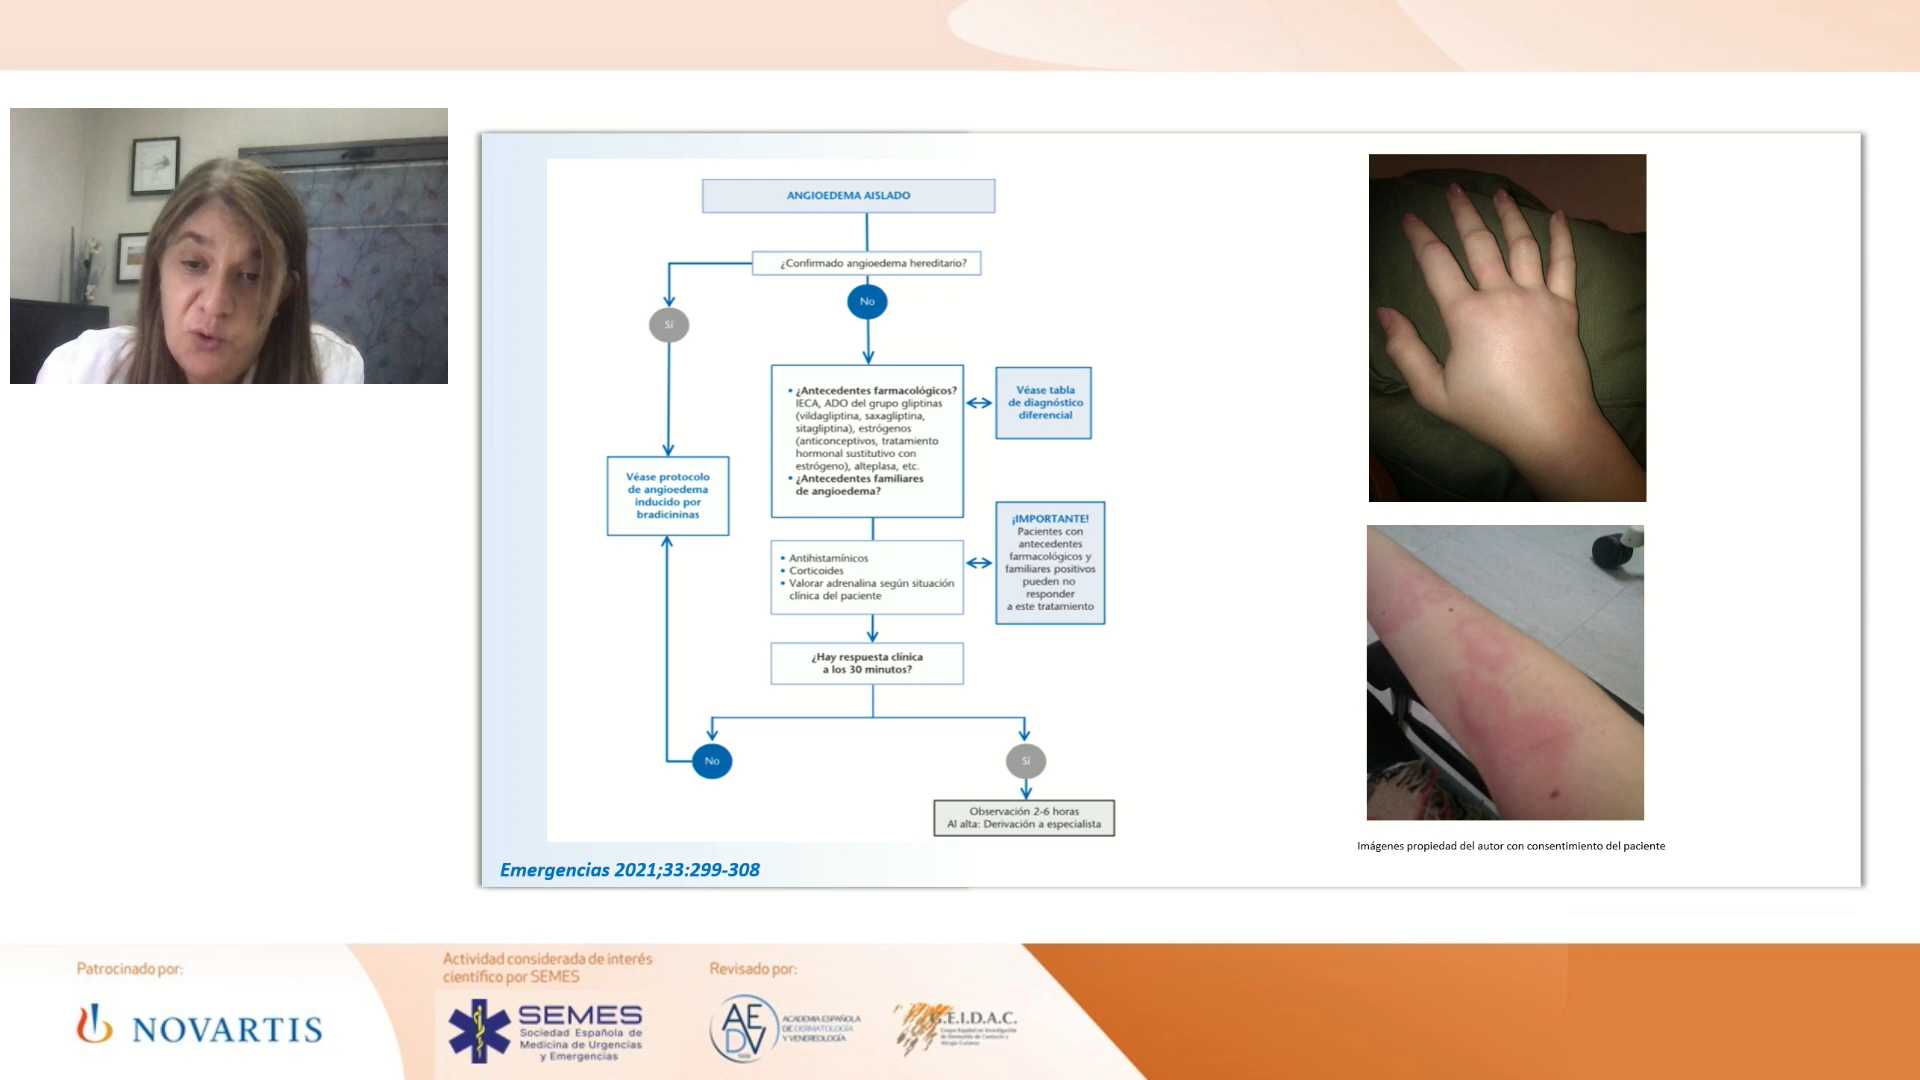 ANGIOEDEMA AISLADO
¿Confirmado angioedema hereditario?
No
Sí
• ¿Antecedentes farmacológicos?
IECA, ADO del grupo gliptinas
(vildagliptina, saxagliptina,
sitagliptina), estrógenos
(anticonceptivos, tratamiento
hormonal sustitutivo con
estrógeno), alteplasa, etc.
• ¿Antecedentes familiares
de angioedema?
Véase tabla
de diagnóstico
diferencial
Véase protocolo
de angioedema
inducido por
bradicininas
• Antihistamínicos
• Corticoides
• Valorar adrenalina según situación
clínica del paciente
¡IMPORTANTE!
Pacientes con
antecedentes
farmacológicos y
familiares positivos
pueden no
responder
a este tratamiento
¿Hay respuesta clínica
a los 30 minutos?
No
Sí
Observación 2-6 horas
Al alta: Derivación a especialista
Emergencias 2021;33:299-308
Imágenes propiedad del autor con consentimiento del paciente
Patrocinado por:
NOVARTIS
Actividad considerada de interés
científico por SEMES
SEMES
Sociedad Española de
Medicina de Urgencias
y Emergencias
Revisado por:
AEDV
ACADEMIA ESPAÑOLA
DE DERMATOLOGÍA
Y VENEREOLOGÍA
G.E.I.D.A.C.